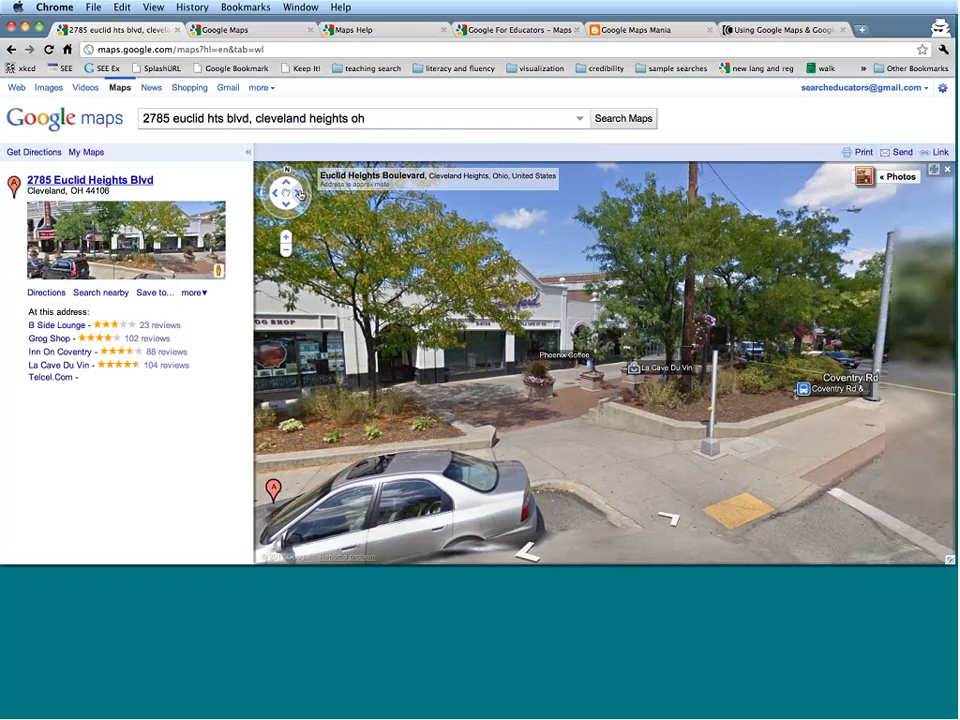 Chrome File Edit View History Bookmarks Window Help
2785 euclid hts blvd, clevela
Google Maps
Maps Help
Google For Educators – Maps
Google Maps Mania
Using Google Maps & Googl
maps.google.com/maps?hl=en&tab=wl
xkcd SEE SEE Ex SplashURL Google Bookmark Keep It! teaching search literacy and fluency visualization credibility sample searches new lang and reg walk » Other Bookmarks
Web Images Videos Maps News Shopping Gmail more
searcheducators@gmail.com
Google maps
2785 euclid hts blvd, cleveland heights oh
Search Maps
Get Directions My Maps «
Print Send Link
A 2785 Euclid Heights Blvd
Cleveland, OH 44106
Directions Search nearby Save to... more▾
At this address:
B Side Lounge - 23 reviews
Grog Shop - 102 reviews
Inn On Coventry - 88 reviews
La Cave Du Vin - 104 reviews
Telcel.Com -
N
Euclid Heights Boulevard, Cleveland Heights, Ohio, United States
Address is approximate
« Photos
OG SHOP
B-SIDE
Phoenix Coffee
La Cave Du Vin
Coventry Rd
Coventry Rd &
A